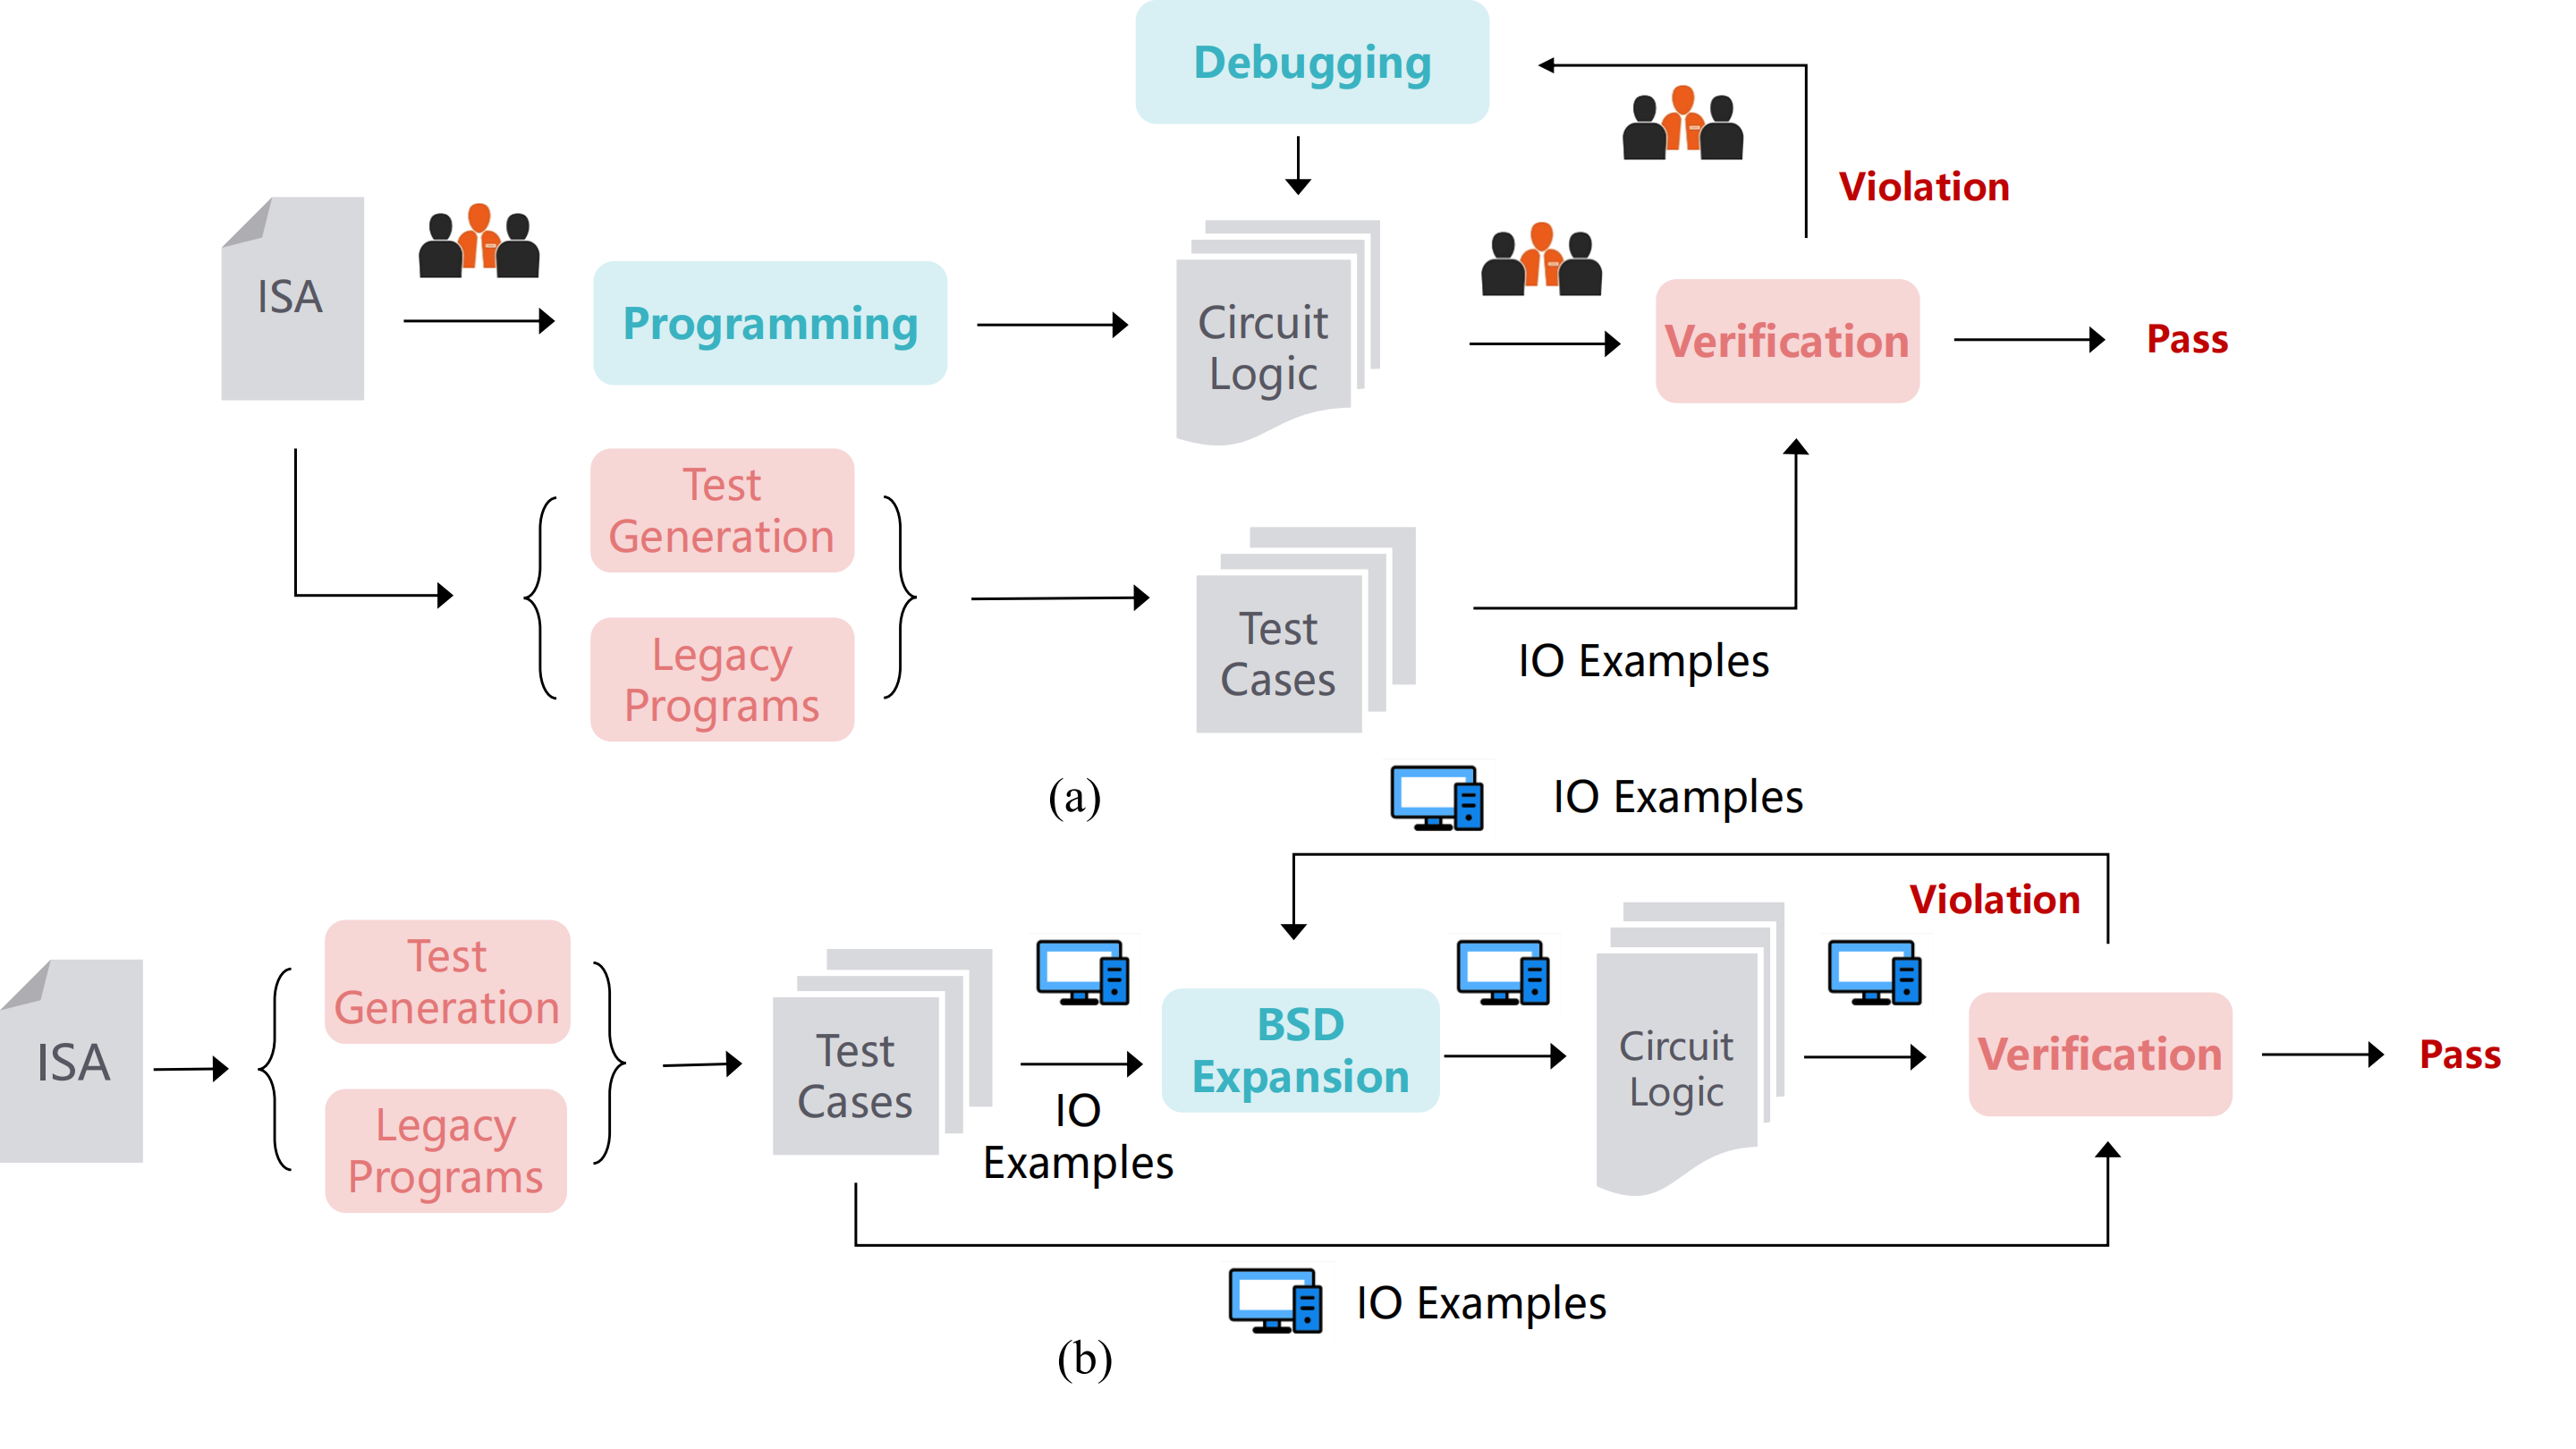 Debugging
Violation
ISA
Programming
Circuit
Logic
Verification
Pass
Test
Generation
Legacy
Programs
Test
Cases
IO Examples
(a)
IO Examples
Violation
ISA
Test
Generation
Legacy
Programs
Test
Cases
IO
Examples
BSD
Expansion
Circuit
Logic
Verification
Pass
IO Examples
(b)